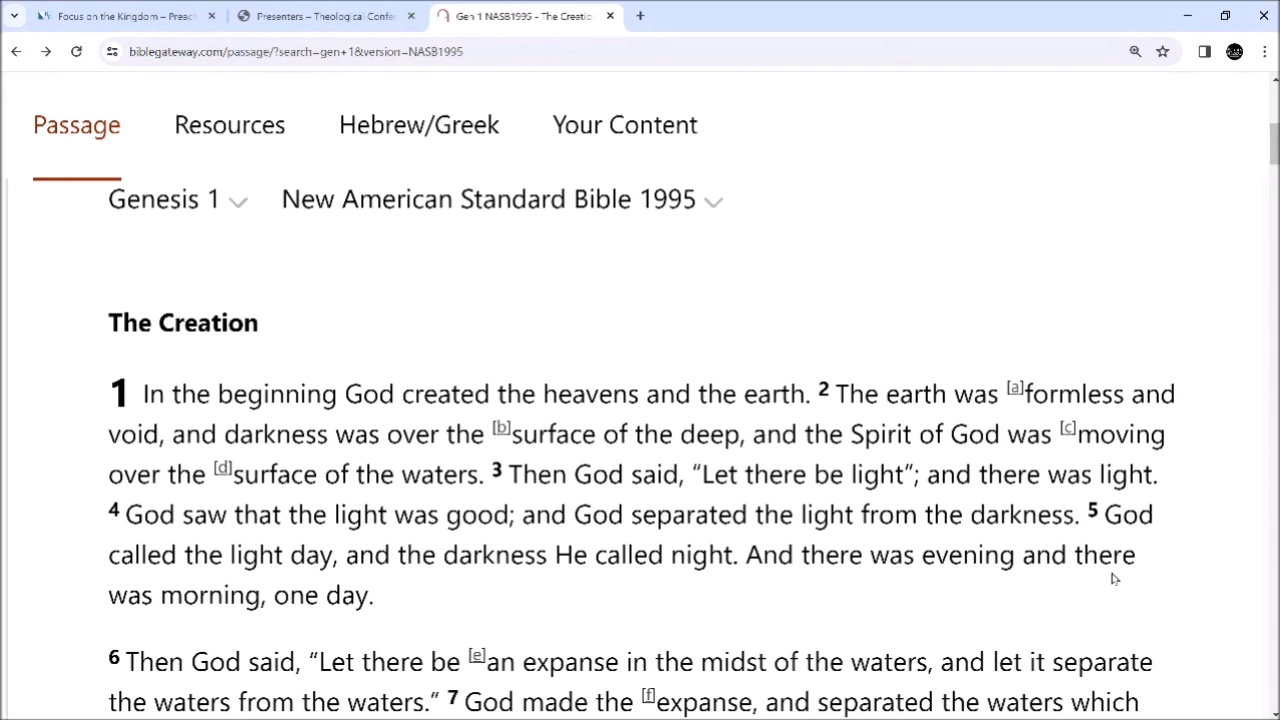 Focus on the Kingdom – Preach
Presenters – Theological Confe
Gen 1 NASB1995 - The Creatio
biblegateway.com/passage/?search=gen+1&version=NASB1995
Passage Resources Hebrew/Greek Your Content
Genesis 1 New American Standard Bible 1995
The Creation
1 In the beginning God created the heavens and the earth. 2 The earth was [a]formless and
void, and darkness was over the [b]surface of the deep, and the Spirit of God was [c]moving
over the [d]surface of the waters. 3 Then God said, “Let there be light”; and there was light.
4 God saw that the light was good; and God separated the light from the darkness. 5 God
called the light day, and the darkness He called night. And there was evening and there
was morning, one day.
6 Then God said, “Let there be [e]an expanse in the midst of the waters, and let it separate
the waters from the waters.” 7 God made the [f]expanse, and separated the waters which